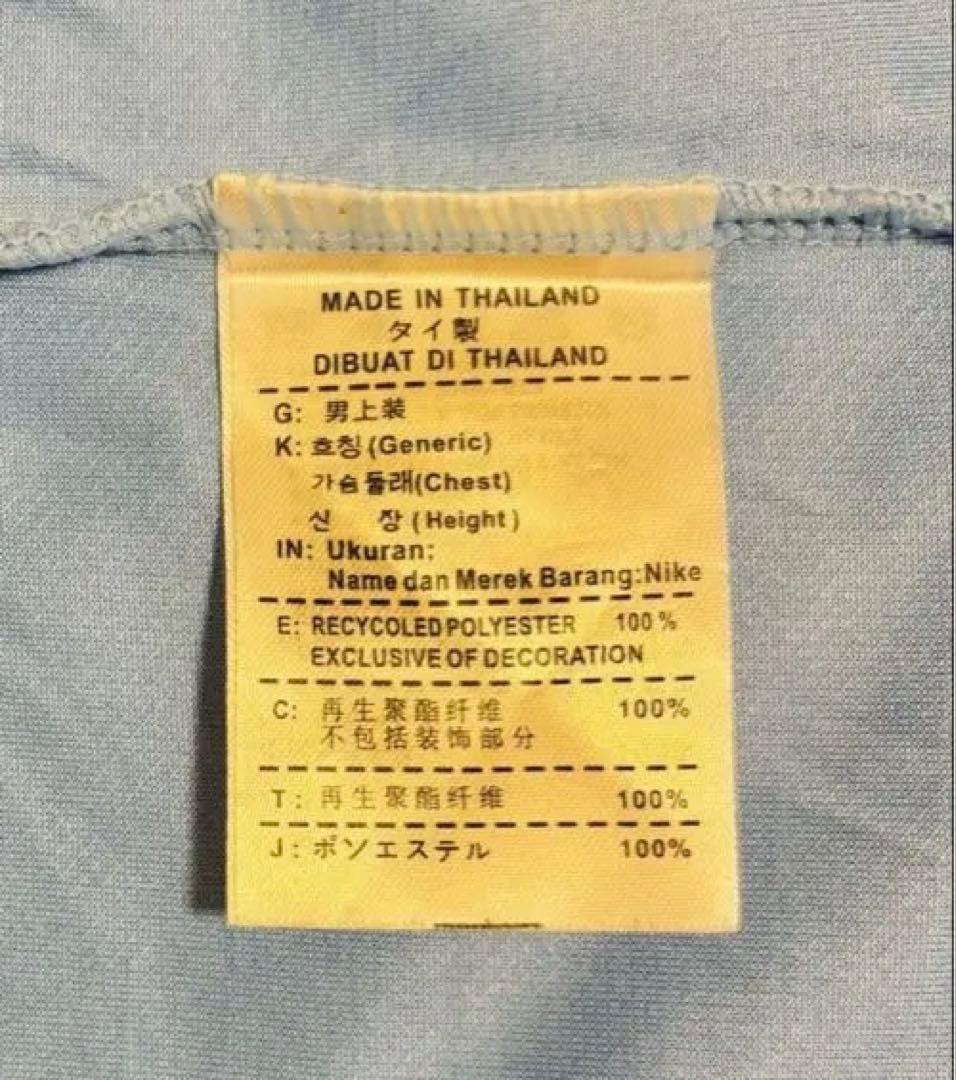 MADE IN THAILAND
タイ製
DIBUAT DI THAILAND
G: 男上装
K: 흐칭 (Generic)
가슴둘래(Chest)
신 장 (Height)
IN: Ukuran:
Name dan Merek Barang:Nike
E: RECYCOLED POLYESTER 100%
EXCLUSIVE OF DECORATION
C: 再生聚酯纤维 100%
不包括装饰部分
T: 再生聚酯纤维 100%
J: ポソエステル 100%